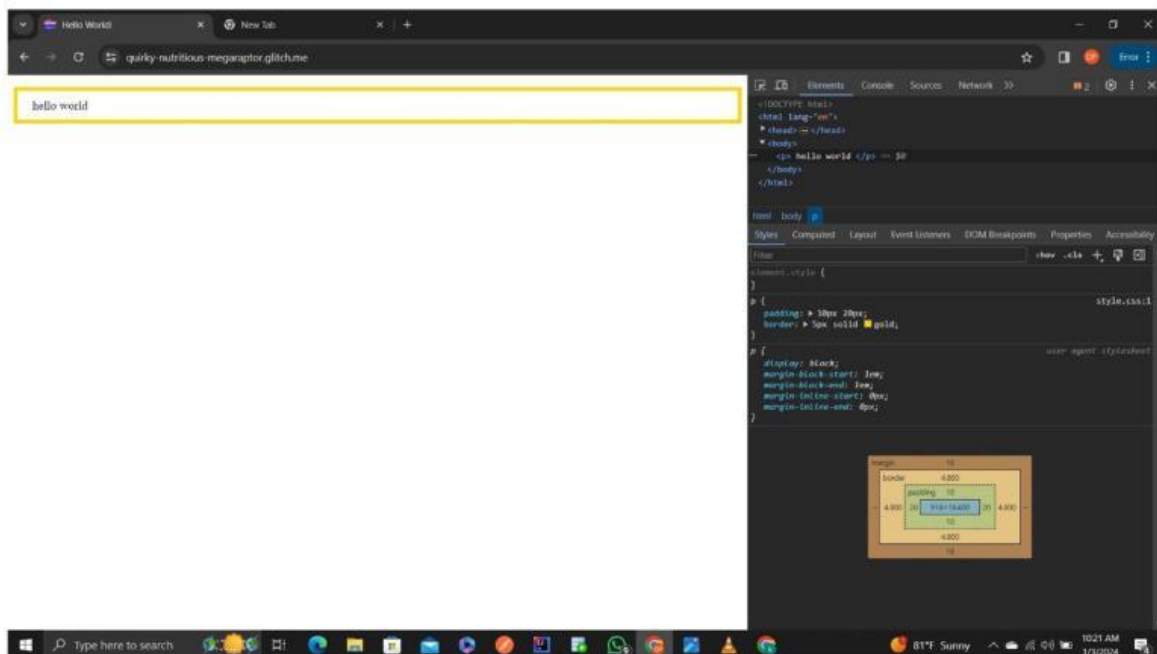 Hello World!
New Tab
quirky-nutritious-megaraptor.glitch.me
Error
hello world
Elements Console Sources Network
2
<!DOCTYPE html>
<html lang="en">
<head> </head>
<body>
<p> hello world </p> == $0
</body>
</html>
html body p
Styles Computed Layout Event Listeners DOM Breakpoints Properties Accessibility
Filter
:hov .cls
element.style {
}
p {
style.css:1
padding: 10px 20px;
border: 5px solid gold;
}
p {
user agent stylesheet
display: block;
margin-block-start: 1em;
margin-block-end: 1em;
margin-inline-start: 0px;
margin-inline-end: 0px;
}
margin 16
border 4.800
padding 10
4.800 20 20 4.800
10
4.800
16
Type here to search
81°F Sunny
10:21 AM
1/3/2024